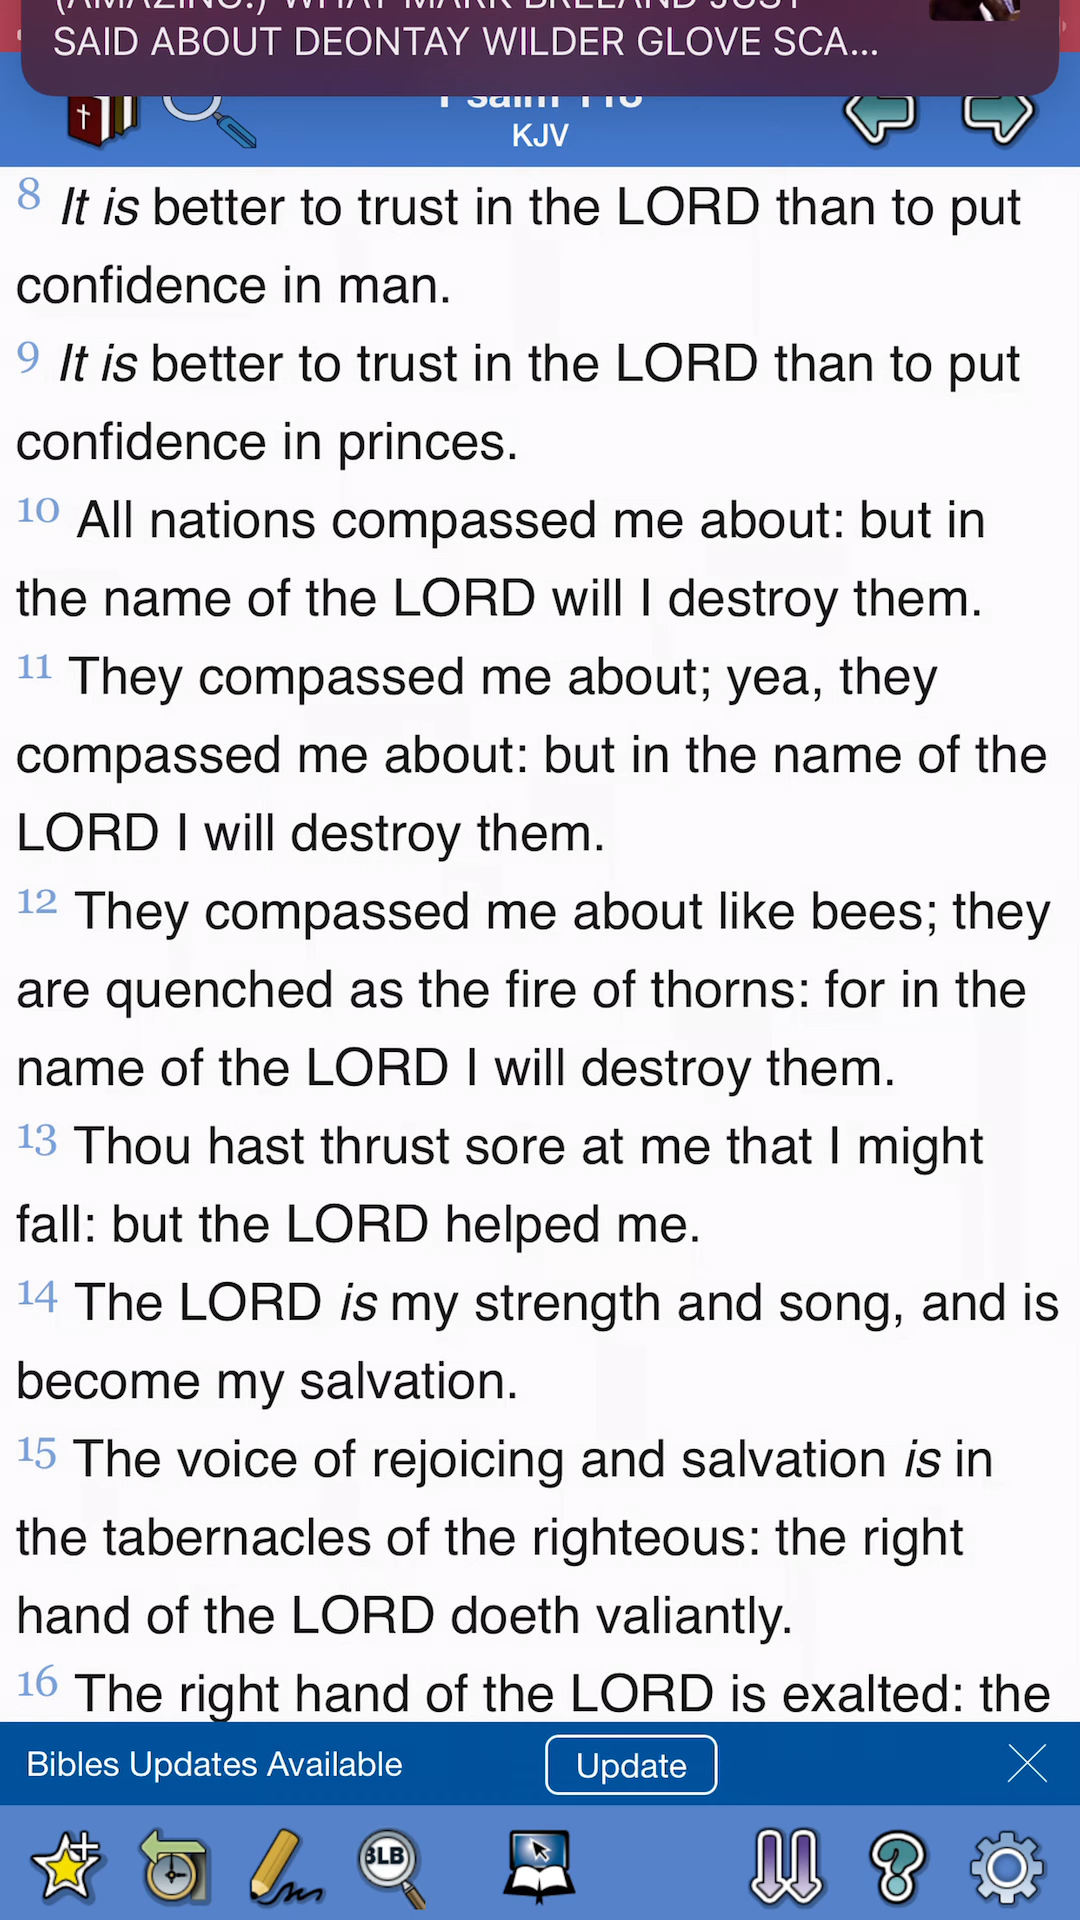 (AMAZING!) WHAT MARK BRELAND JUST
SAID ABOUT DEONTAY WILDER GLOVE SCA...
Psalm 118
KJV
8 It is better to trust in the LORD than to put
confidence in man.
9 It is better to trust in the LORD than to put
confidence in princes.
10 All nations compassed me about: but in
the name of the LORD will I destroy them.
11 They compassed me about; yea, they
compassed me about: but in the name of the
LORD I will destroy them.
12 They compassed me about like bees; they
are quenched as the fire of thorns: for in the
name of the LORD I will destroy them.
13 Thou hast thrust sore at me that I might
fall: but the LORD helped me.
14 The LORD is my strength and song, and is
become my salvation.
15 The voice of rejoicing and salvation is in
the tabernacles of the righteous: the right
hand of the LORD doeth valiantly.
16 The right hand of the LORD is exalted: the
Bibles Updates Available
Update
BLB